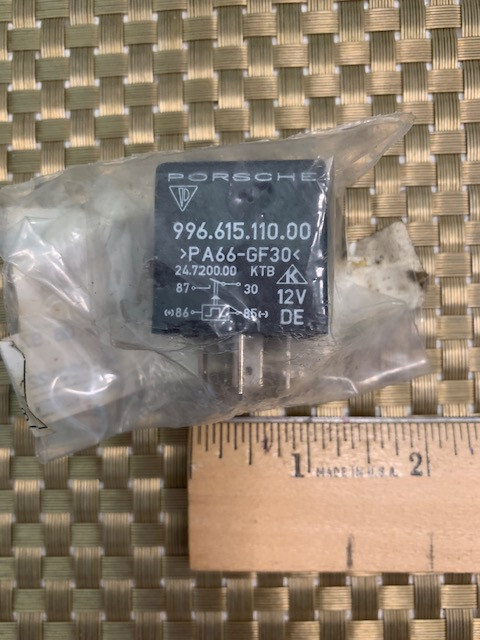 PORSCHE
996.615.110.00
>PA66-GF30<
24.7200.00 KTB
87 30
12V
(+)86 85(-)
DE
1 2
MADE IN U.S.A.